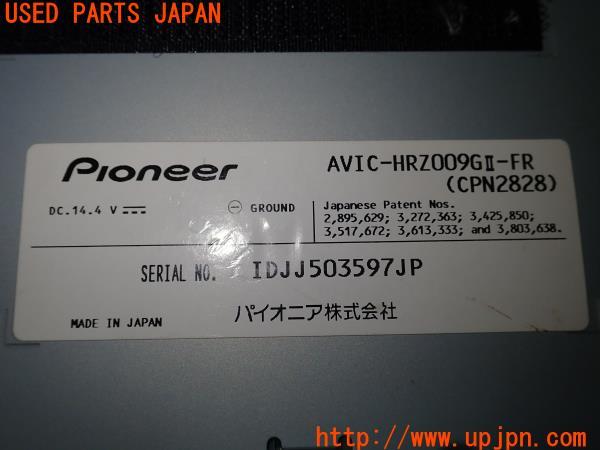 USED PARTS JAPAN
Pioneer
AVIC-HRZ009GⅡ-FR
(CPN2828)
DC.14.4 V
GROUND
Japanese Patent Nos.
2,895,629; 3,272,363; 3,425,850;
3,517,672; 3,613,333; and 3,803,638.
SERIAL NO. IDJJ503597JP
MADE IN JAPAN
パイオニア株式会社
http://www.upjpn.com/